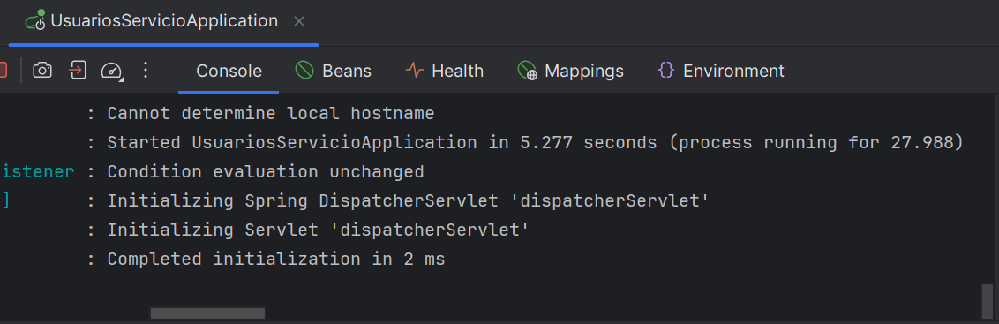 UsuariosServicioApplication
Console Beans Health Mappings {} Environment
: Cannot determine local hostname
: Started UsuariosServicioApplication in 5.277 seconds (process running for 27.988)
istener : Condition evaluation unchanged
] : Initializing Spring DispatcherServlet 'dispatcherServlet'
: Initializing Servlet 'dispatcherServlet'
: Completed initialization in 2 ms